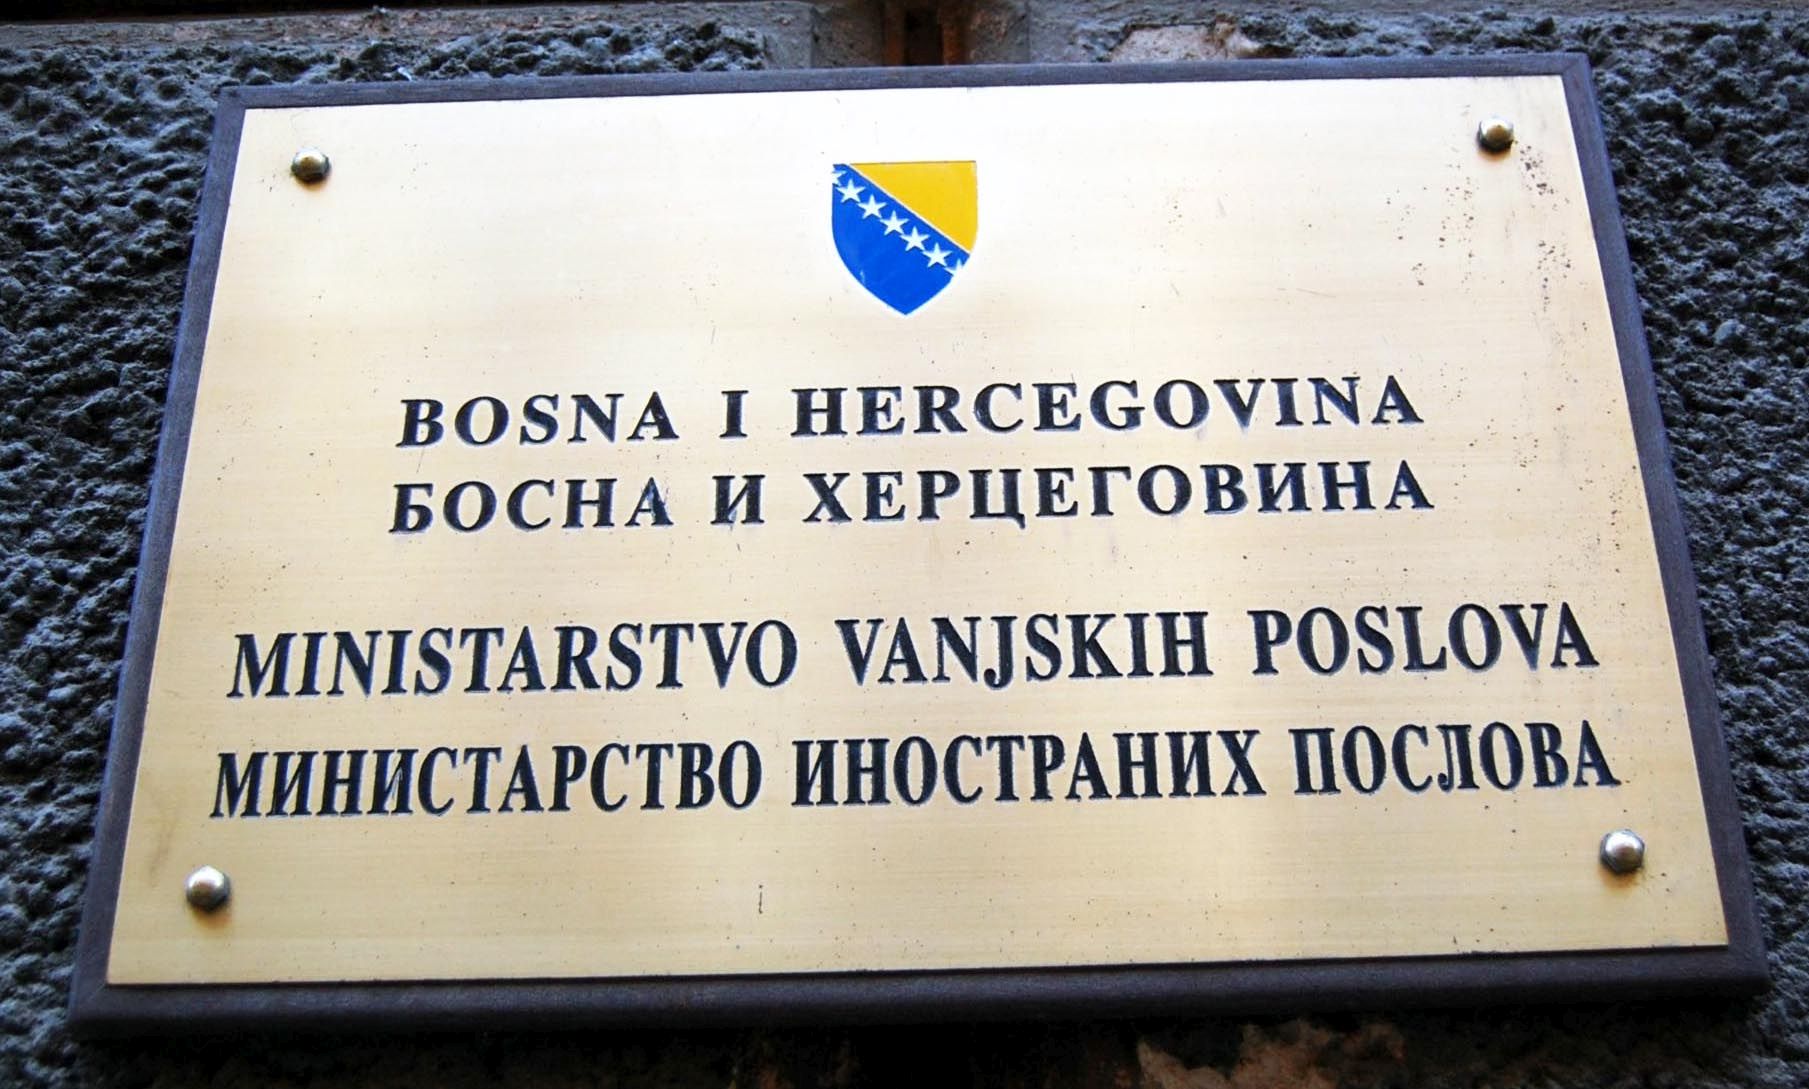 BOSNA I HERCEGOVINA
БОСНА И ХЕРЦЕГОВИНА
MINISTARSTVO VANJSKIH POSLOVA
МИНИСТАРСТВО ИНОСТРАНИХ ПОСЛОВА